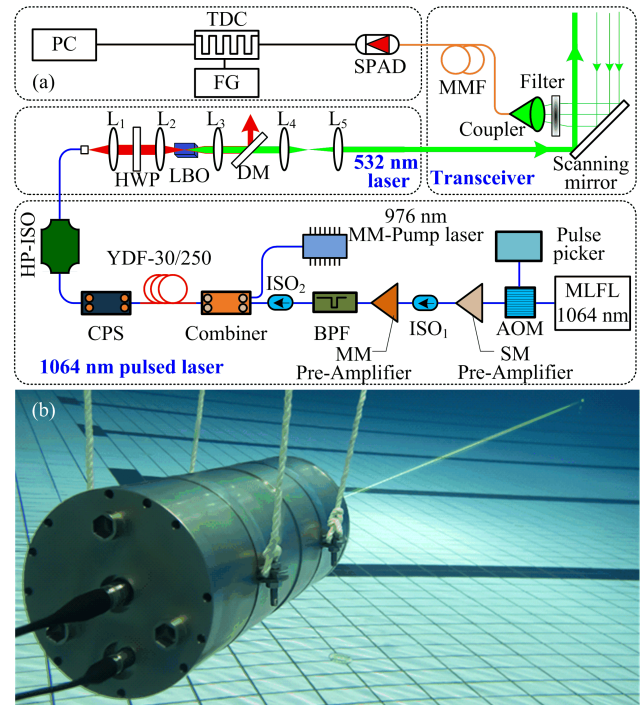 PC
TDC
FG
SPAD
(a)
MMF
Filter
Coupler
Scanning
mirror
Transceiver
L1
L2
L3
L4
L5
HWP
LBO
DM
532 nm
laser
HP-ISO
YDF-30/250
976 nm
MM-Pump laser
Pulse
picker
CPS
Combiner
ISO2
BPF
ISO1
AOM
MLFL
1064 nm
MM
Pre-Amplifier
SM
Pre-Amplifier
1064 nm pulsed laser
(b)